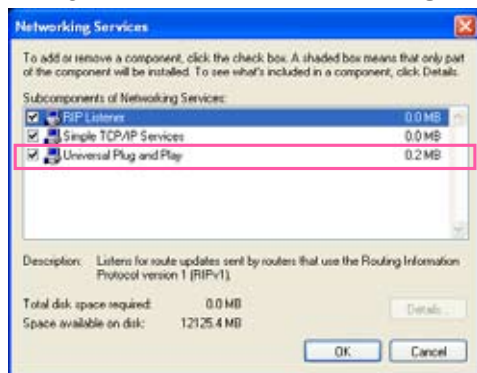 Networking Services
To add or remove a component, click the check box. A shaded box means that only part
of the component will be installed. To see what's included in a component, click Details.
Subcomponents of Networking Services:
RIP Listener 0.0 MB
Simple TCP/IP Services 0.0 MB
Universal Plug and Play 0.2 MB
Description: Listens for route updates sent by routers that use the Routing Information
Protocol version 1 (RIPv1).
Total disk space required: 0.0 MB
Details...
Space available on disk: 12125.4 MB
OK Cancel